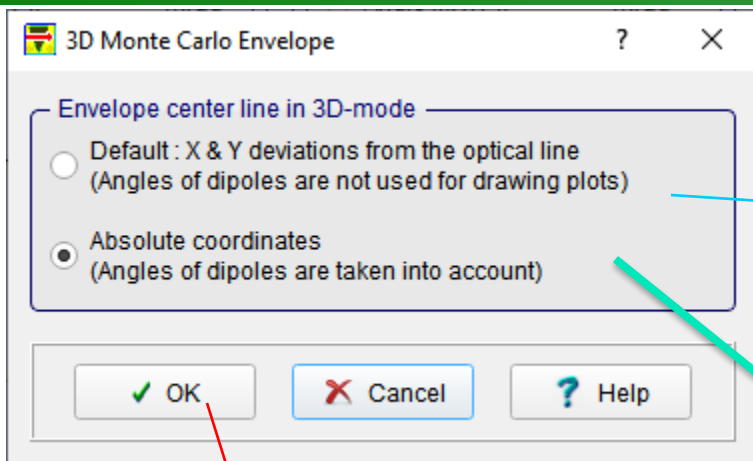 3D Monte Carlo Envelope ?
Envelope center line in 3D-mode
Default : X & Y deviations from the optical line
(Angles of dipoles are not used for drawing plots)
Absolute coordinates
(Angles of dipoles are taken into account)
OK Cancel ? Help